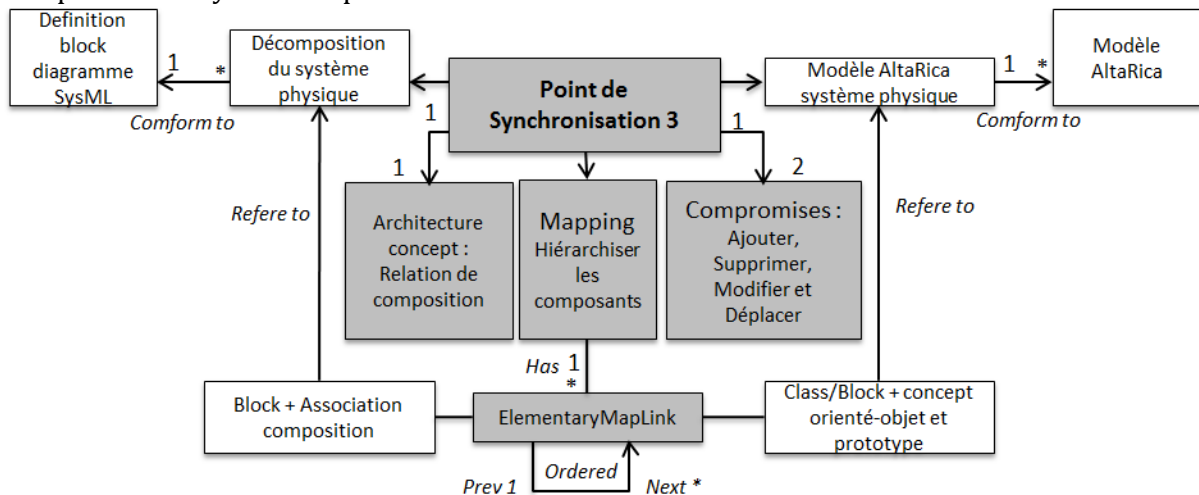 Definition
block
diagramme
SysML
1
*
Comform to
Décomposition
du système
physique
Point de
Synchronisation 3
Modèle AltaRica
système physique
1
*
Comform to
Modèle
AltaRica
1
1
1
2
Refere to
Architecture
concept :
Relation de
composition
Mapping
Hiérarchiser
les
composants
Compromises :
Ajouter,
Supprimer,
Modifier et
Déplacer
Refere to
Has 1
*
Block + Association
composition
ElementaryMapLink
Class/Block + concept
orienté-objet et
prototype
Ordered
Prev 1
Next *